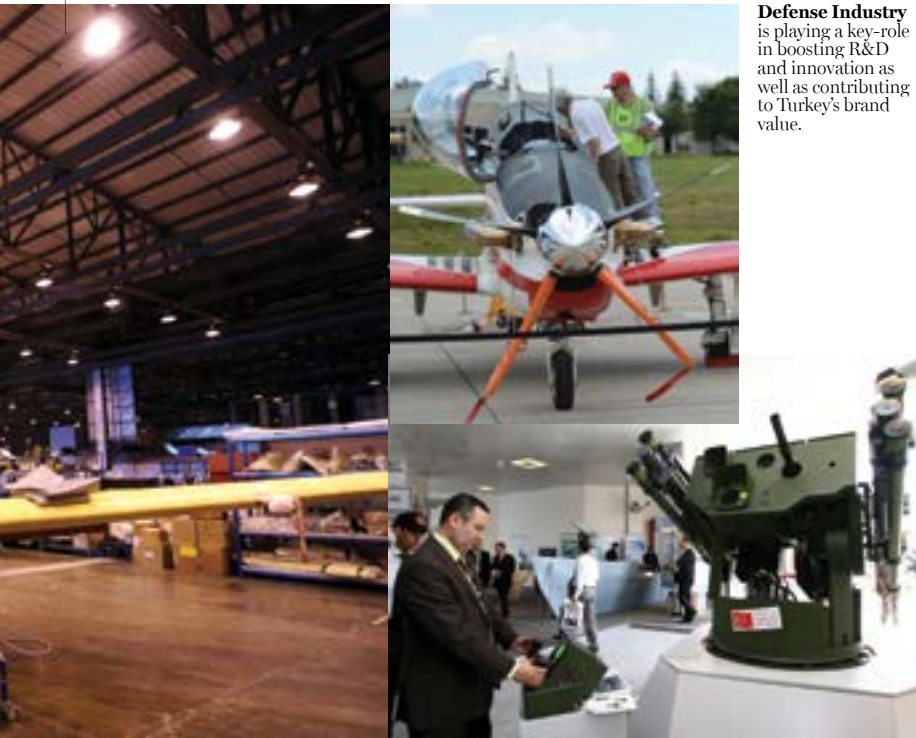 Defense Industry
is playing a key-role
in boosting R&D
and innovation as
well as contributing
to Turkey's brand
value.